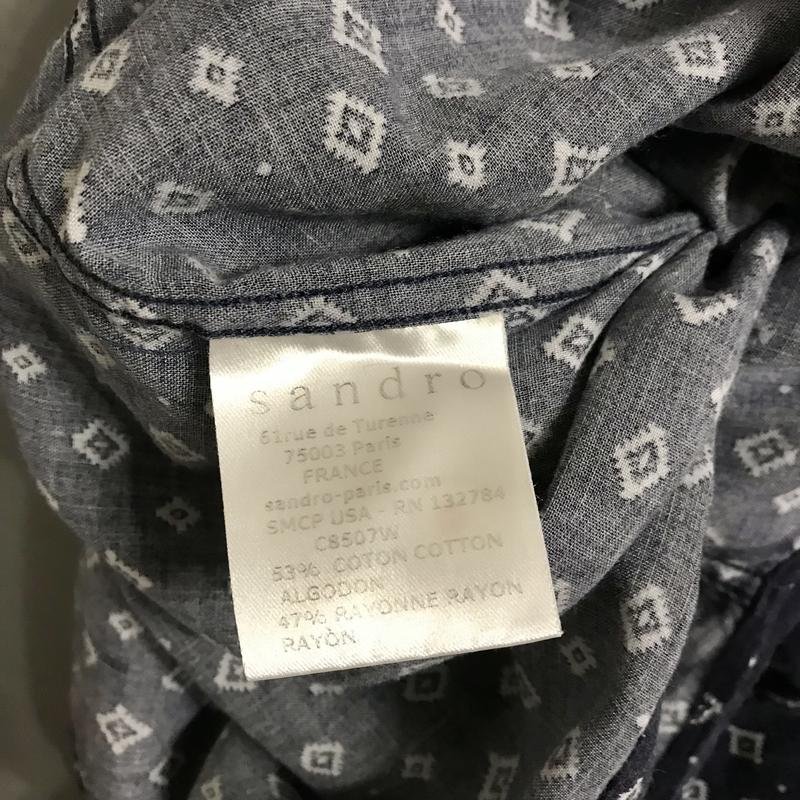 sandro
61rue de Turenne
75003 Paris
FRANCE
sandro-paris.com
SMCP USA - RN 132784
C8507W
53% COTON COTTON
ALGODON
47% RAYONNE RAYON
RAYÒN